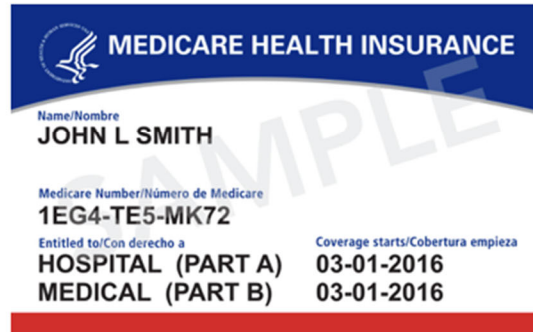 MEDICARE HEALTH INSURANCE
Name/Nombre
JOHN L SMITH
Medicare Number/Número de Medicare
1EG4-TE5-MK72
Entitled to/Con derecho a Coverage starts/Cobertura empieza
HOSPITAL (PART A) 03-01-2016
MEDICAL (PART B) 03-01-2016
SAMPLE